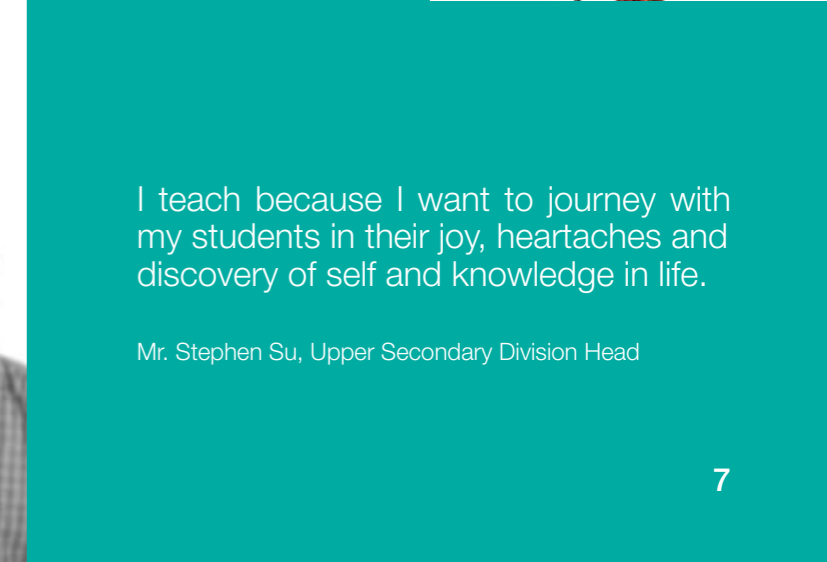 I teach because I want to journey with
my students in their joy, heartaches and
discovery of self and knowledge in life.
Mr. Stephen Su, Upper Secondary Division Head
7